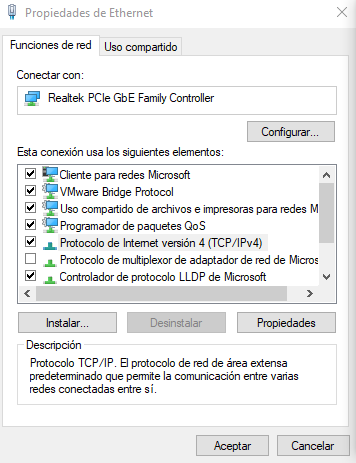 Propiedades de Ethernet
Funciones de red
Uso compartido
Conectar con:
Realtek PCIe GbE Family Controller
Configurar...
Esta conexión usa los siguientes elementos:
Cliente para redes Microsoft
VMware Bridge Protocol
Uso compartido de archivos e impresoras para redes M
Programador de paquetes QoS
Protocolo de Internet versión 4 (TCP/IPv4)
Protocolo de multiplexor de adaptador de red de Micros
Controlador de protocolo LLDP de Microsoft
Instalar...
Desinstalar
Propiedades
Descripción
Protocolo TCP/IP. El protocolo de red de área extensa
predeterminado que permite la comunicación entre varias
redes conectadas entre sí.
Aceptar
Cancelar